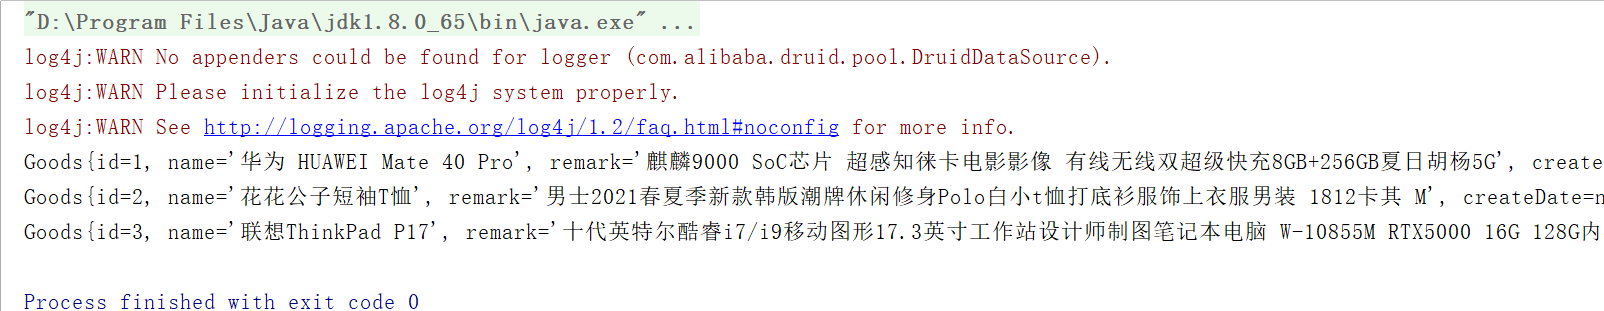 "D:\Program Files\Java\jdk1.8.0_65\bin\java.exe" ...
log4j:WARN No appenders could be found for logger (com.alibaba.druid.pool.DruidDataSource).
log4j:WARN Please initialize the log4j system properly.
log4j:WARN See http://logging.apache.org/log4j/1.2/faq.html#noconfig for more info.
Goods{id=1, name='华为 HUAWEI Mate 40 Pro', remark='麒麟9000 SoC芯片 超感知徕卡电影影像 有线无线双超级快充8GB+256GB夏日胡杨5G', create
Goods{id=2, name='花花公子短袖T恤', remark='男士2021春夏季新款韩版潮牌休闲修身Polo白小t恤打底衫服饰上衣服男装 1812卡其 M', createDate=n
Goods{id=3, name='联想ThinkPad P17', remark='十代英特尔酷睿i7/i9移动图形17.3英寸工作站设计师制图笔记本电脑 W-10855M RTX5000 16G 128G内
Process finished with exit code 0